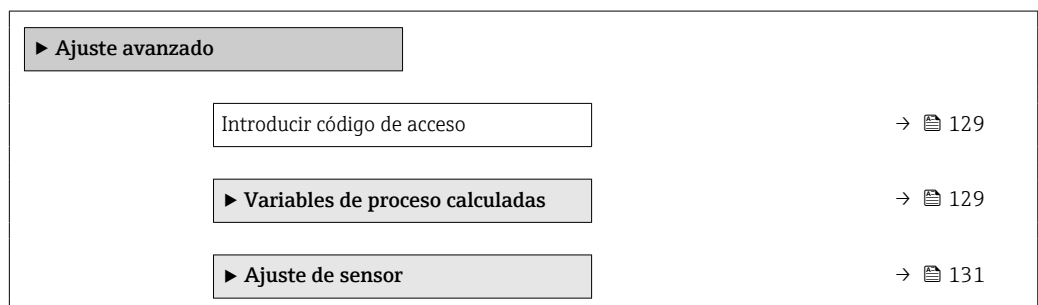 ▶ Ajuste avanzado
Introducir código de acceso → 129
▶ Variables de proceso calculadas → 129
▶ Ajuste de sensor → 131